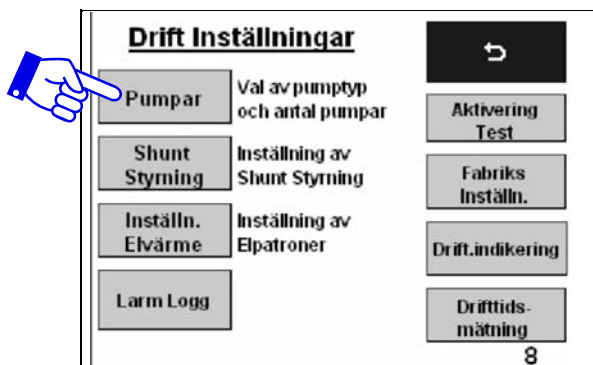 Drift Inställningar
Pumpar
Val av pumptyp
och antal pumpar
Shunt
Styrning
Inställning av
Shunt Styrning
Inställn.
Elvärme
Inställning av
Elpatroner
Larm Logg
Aktivering
Test
Fabriks
Inställn.
Drift.indikering
Drifttids-
mätning
8